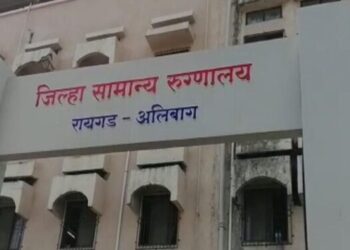 जिल्हा सामान्य रुग्णालय
रायगड - अलिबाग